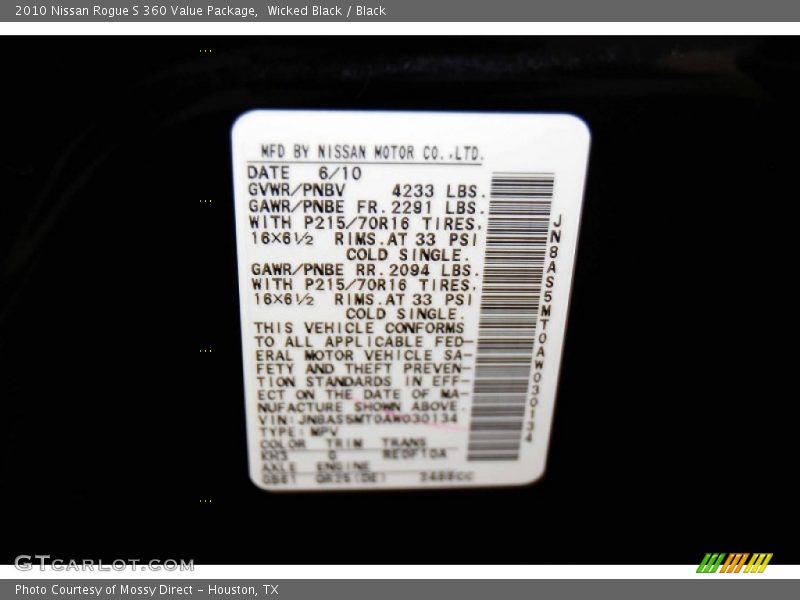 2010 Nissan Rogue S 360 Value Package,  Wicked Black / Black
MFD BY NISSAN MOTOR CO.,LTD.
DATE 6/10
GVWR/PNBV 4233 LBS.
GAWR/PNBE FR. 2291 LBS.
WITH P215/70R16 TIRES,
16×6½ RIMS. AT 33 PSI
COLD SINGLE.
GAWR/PNBE RR. 2094 LBS.
WITH P215/70R16 TIRES,
16×6½ RIMS. AT 33 PSI
COLD SINGLE.
THIS VEHICLE CONFORMS
TO ALL APPLICABLE FED-
ERAL MOTOR VEHICLE SA-
FETY AND THEFT PREVEN-
TION STANDARDS IN EFF-
ECT ON THE DATE OF MA-
NUFACTURE SHOWN ABOVE.
VIN: JN8AS5MT0AW030134
TYPE: MPV
COLOR TRIM TRANS
KH3 G RE0F10A
AXLE ENGINE
QR25(DE) 2488CC
JN8AS5MT0AW030134
GTCARLOT.COM
Photo Courtesy of Mossy Direct – Houston, TX